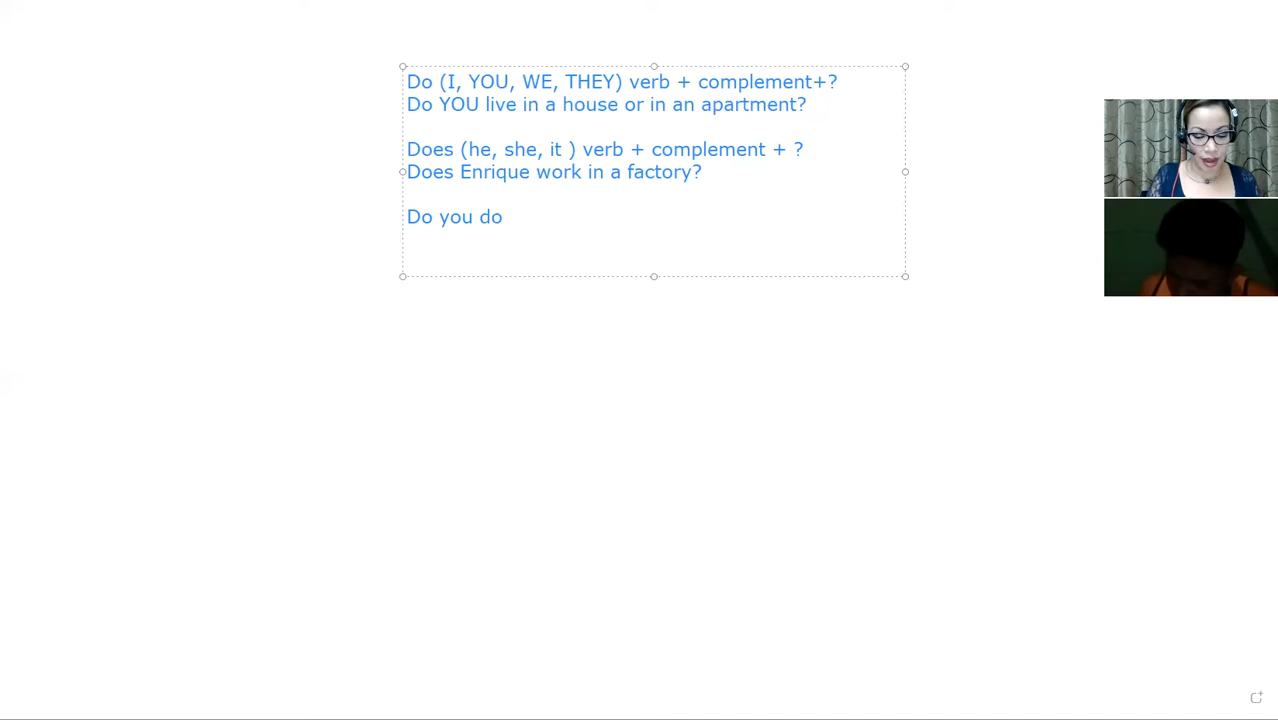 Do (I, YOU, WE, THEY) verb + complement+?
Do YOU live in a house or in an apartment?
Does (he, she, it ) verb + complement + ?
Does Enrique work in a factory?
Do you do